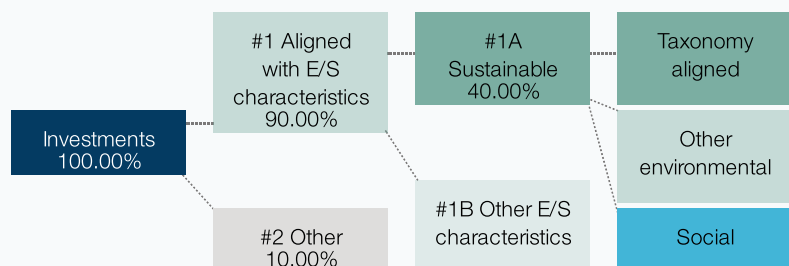 Investments
100.00%
#1 Aligned
with E/S
characteristics
90.00%
#2 Other
10.00%
#1A
Sustainable
40.00%
#1B Other E/S
characteristics
Taxonomy
aligned
Other
environmental
Social